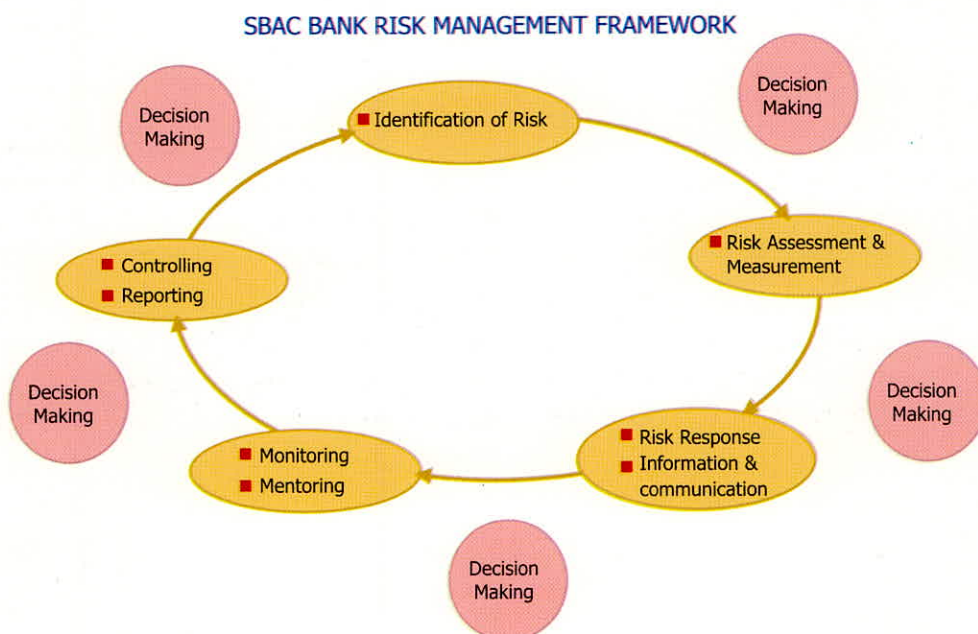 SBAC BANK RISK MANAGEMENT FRAMEWORK
Decision
Making
Identification of Risk
Decision
Making
Risk Assessment &
Measurement
Controlling
Reporting
Decision
Making
Decision
Making
Risk Response
Information &
communication
Monitoring
Mentoring
Decision
Making